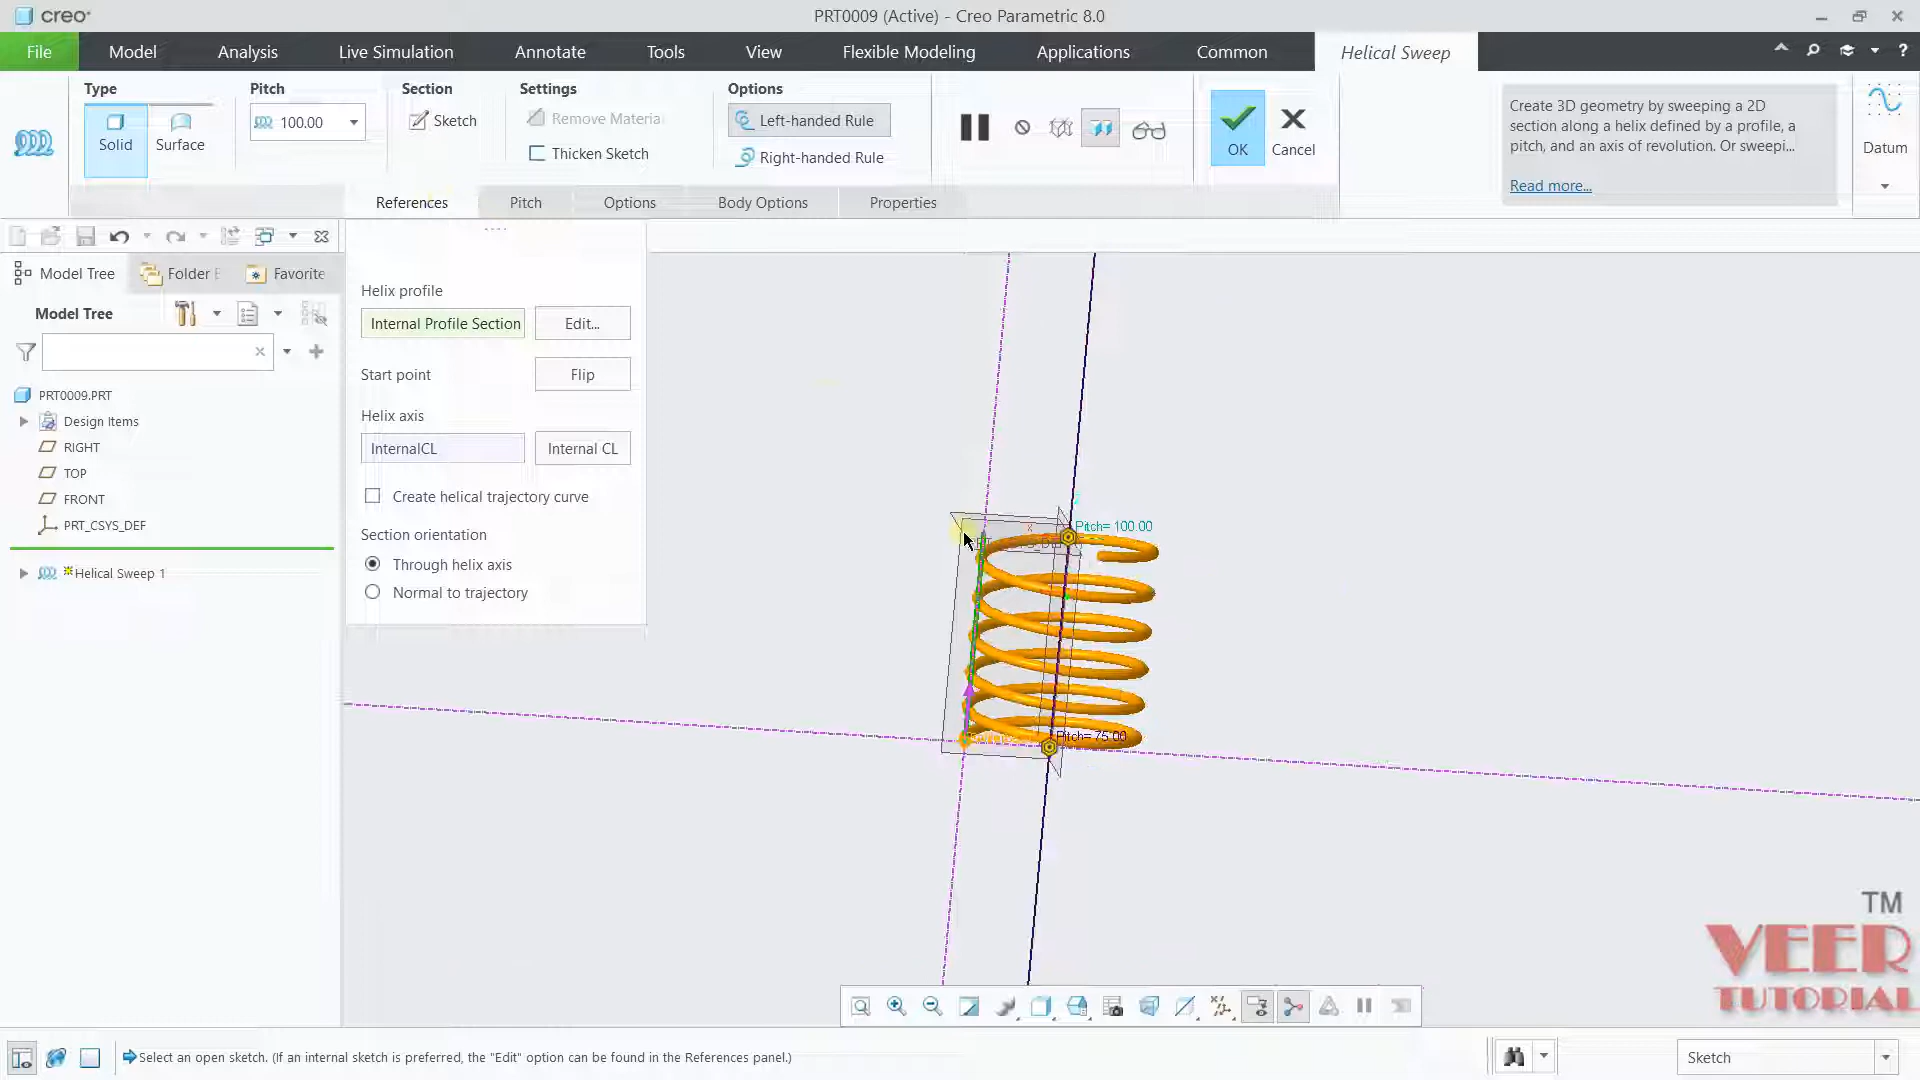 creo
PRT0009 (Active) - Creo Parametric 8.0
File
Model
Analysis
Live Simulation
Annotate
Tools
View
Flexible Modeling
Applications
Common
Helical Sweep
Type
Pitch
Section
Settings
Options
Solid
Surface
100.00
Sketch
Remove Materia
Thicken Sketch
Left-handed Rule
Right-handed Rule
OK
Cancel
Create 3D geometry by sweeping a 2D
section along a helix defined by a profile, a
pitch, and an axis of revolution. Or sweepi...
Read more...
Datum
References
Pitch
Options
Body Options
Properties
Model Tree
Folder
Favorite
Model Tree
PRT0009.PRT
Design Items
RIGHT
TOP
FRONT
PRT_CSYS_DEF
Helical Sweep 1
Helix profile
Internal Profile Section
Edit...
Start point
Flip
Helix axis
InternalCL
Internal CL
Create helical trajectory curve
Section orientation
Through helix axis
Normal to trajectory
Pitch= 100.00
Pitch= 75.00
TM
VEER
TUTORIAL
Select an open sketch. (If an internal sketch is preferred, the "Edit" option can be found in the References panel.)
Sketch